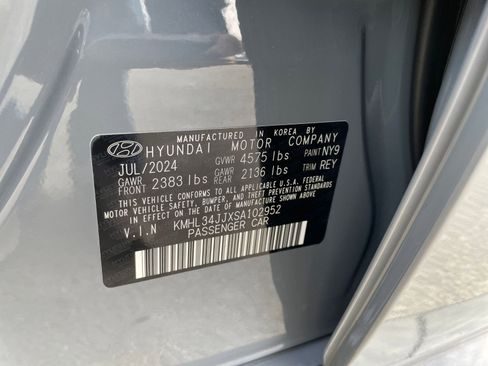 MANUFACTURED IN KOREA BY
HYUNDAI MOTOR COMPANY
JUL/2024 GVWR 4575 lbs PAINT NY9
GAWR FRONT 2383 lbs GAWR REAR 2136 lbs TRIM REY
THIS VEHICLE CONFORMS TO ALL APPLICABLE U.S.A. FEDERAL
MOTOR VEHICLE SAFETY, BUMPER, AND THEFT PREVENTION STANDARDS
IN EFFECT ON THE DATE OF MANUFACTURE SHOWN ABOVE.
V.I.N KMHL34JJXSA102952
PASSENGER CAR